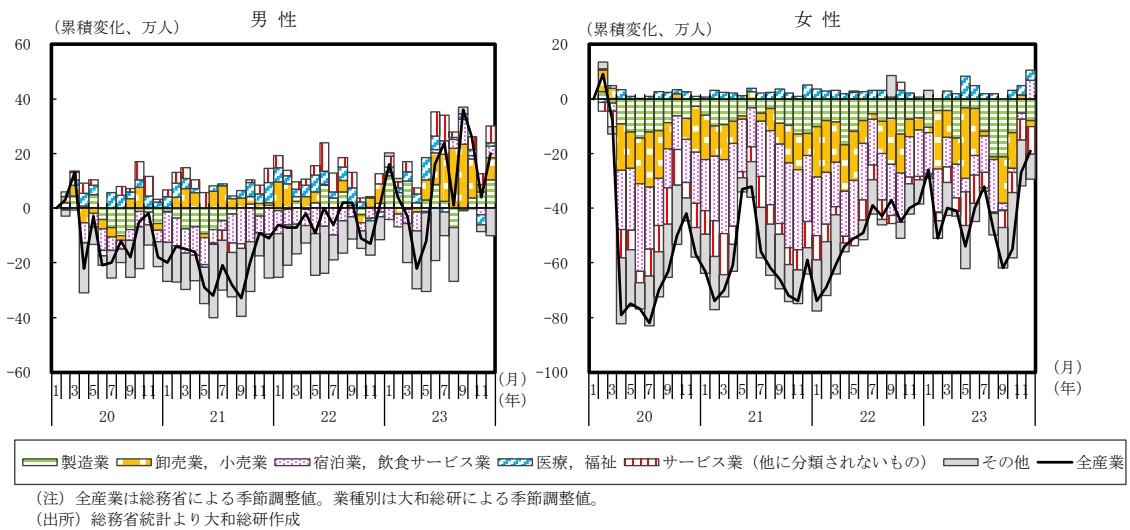 男 性
(累積変化、万人)
60
40
20
0
-20
-40
-60
1 3 5 7 9 11 1 3 5 7 9 11 1 3 5 7 9 11 1 3 5 7 9 11 (月)
20 21 22 23 (年)
女 性
(累積変化、万人)
20
0
-20
-40
-60
-80
-100
1 3 5 7 9 11 1 3 5 7 9 11 1 3 5 7 9 11 1 3 5 7 9 11 (月)
20 21 22 23 (年)
製造業 卸売業，小売業 宿泊業，飲食サービス業 医療，福祉 サービス業（他に分類されないもの） その他 全産業
（注）全産業は総務省による季節調整値。業種別は大和総研による季節調整値。
（出所）総務省統計より大和総研作成